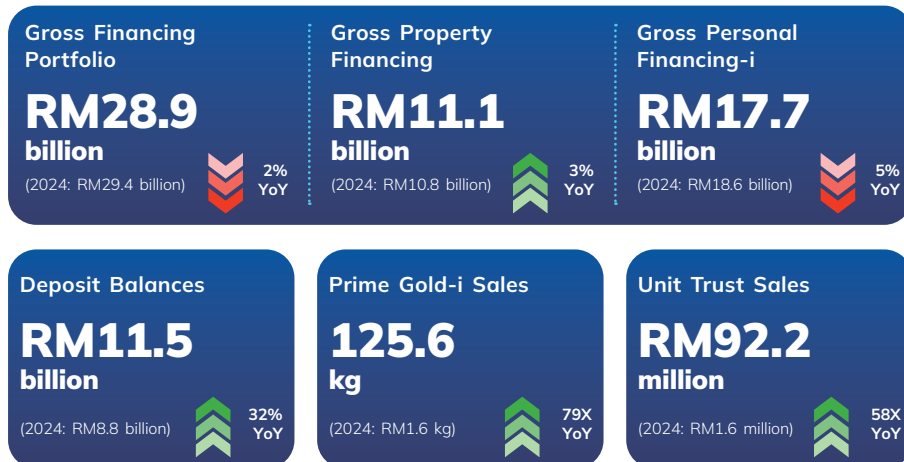 Gross Financing
Portfolio
RM28.9
billion
(2024: RM29.4 billion)
2%
YoY
Gross Property
Financing
RM11.1
billion
(2024: RM10.8 billion)
3%
YoY
Gross Personal
Financing-i
RM17.7
billion
(2024: RM18.6 billion)
5%
YoY
Deposit Balances
RM11.5
billion
(2024: RM8.8 billion)
32%
YoY
Prime Gold-i Sales
125.6
kg
(2024: RM1.6 kg)
79X
YoY
Unit Trust Sales
RM92.2
million
(2024: RM1.6 million)
58X
YoY